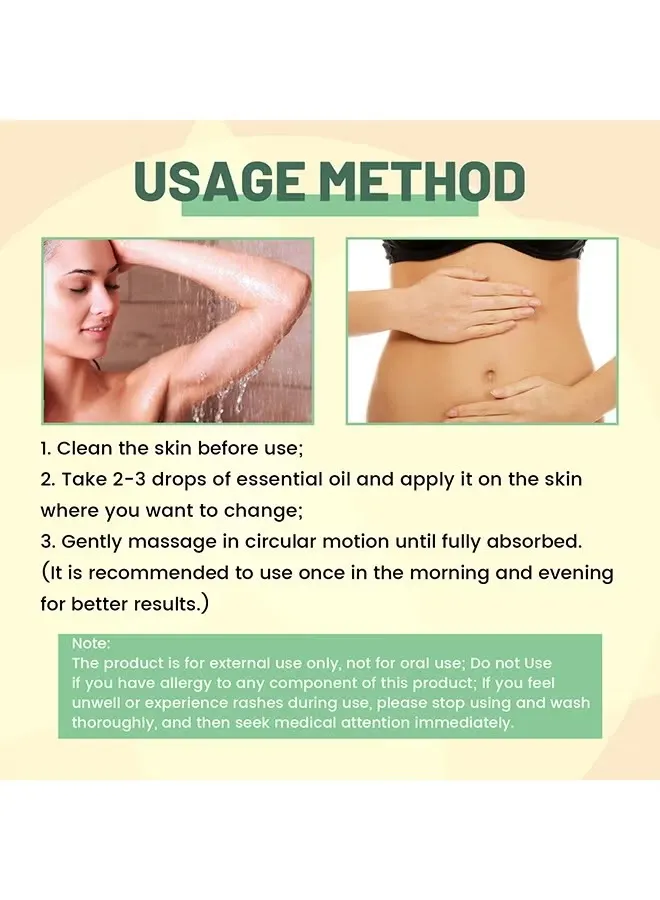 USAGE METHOD
1. Clean the skin before use;
2. Take 2-3 drops of essential oil and apply it on the skin
where you want to change;
3. Gently massage in circular motion until fully absorbed.
(It is recommended to use once in the morning and evening
for better results.)
Note:
The product is for external use only, not for oral use; Do not Use
if you have allergy to any component of this product; If you feel
unwell or experience rashes during use, please stop using and wash
thoroughly, and then seek medical attention immediately.